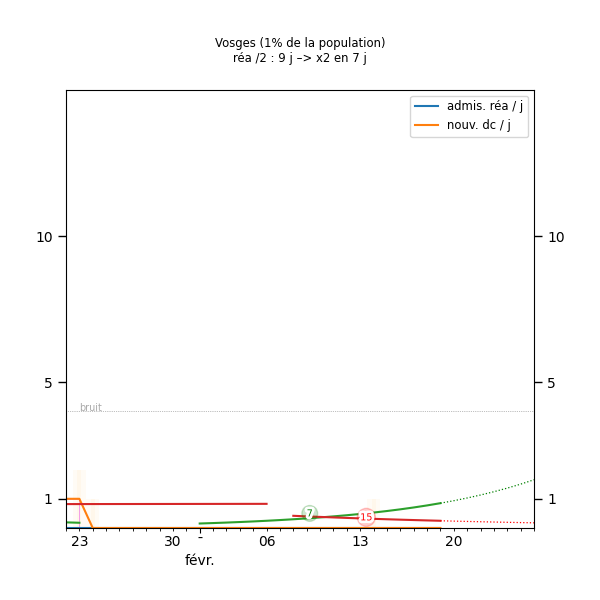 Vosges (1% de la population)
réa /2 : 9 j –> x2 en 7 j
admis. réa / j
nouv. dc / j
10
10
5
5
bruit
1
1
7
15
23
30
-
06
13
20
févr.